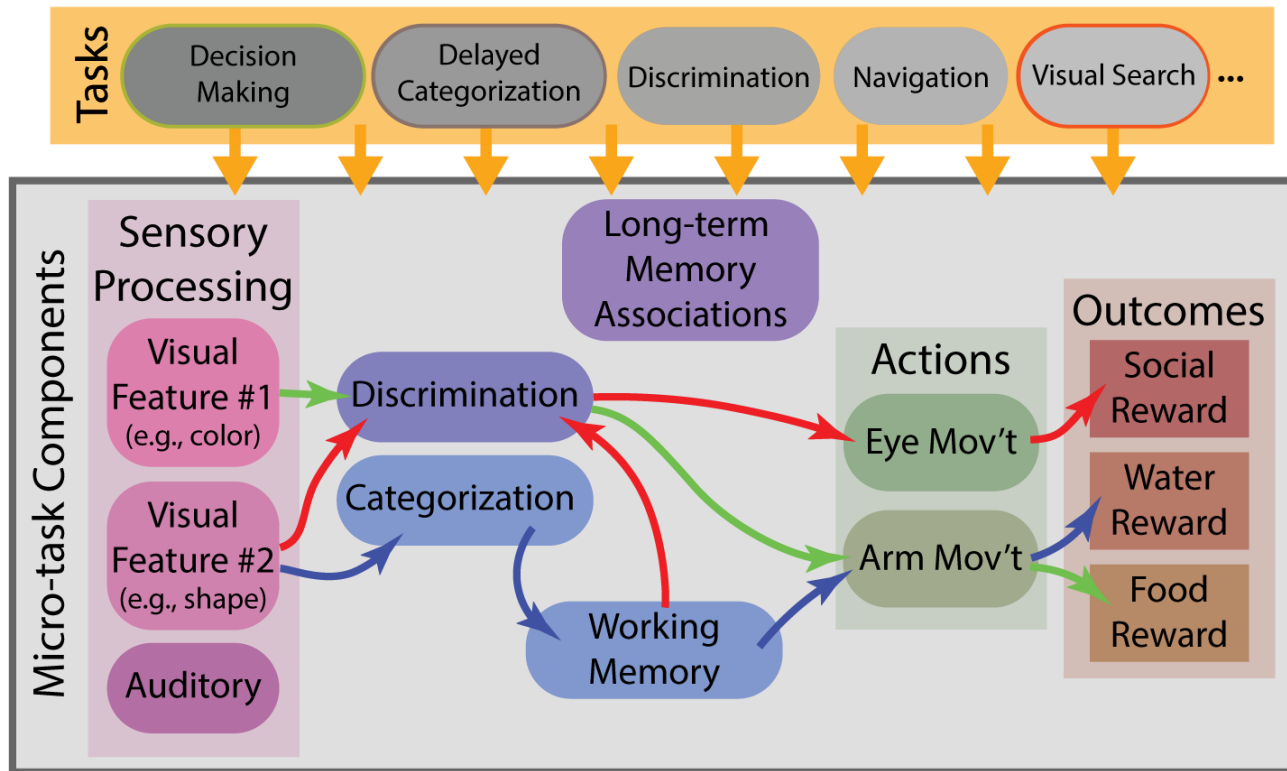 Tasks
Decision
Making
Delayed
Categorization
Discrimination
Navigation
Visual Search
...
Micro-task Components
Sensory
Processing
Visual
Feature #1
(e.g., color)
Visual
Feature #2
(e.g., shape)
Auditory
Long-term
Memory
Associations
Discrimination
Categorization
Working
Memory
Actions
Eye Mov't
Arm Mov't
Outcomes
Social
Reward
Water
Reward
Food
Reward